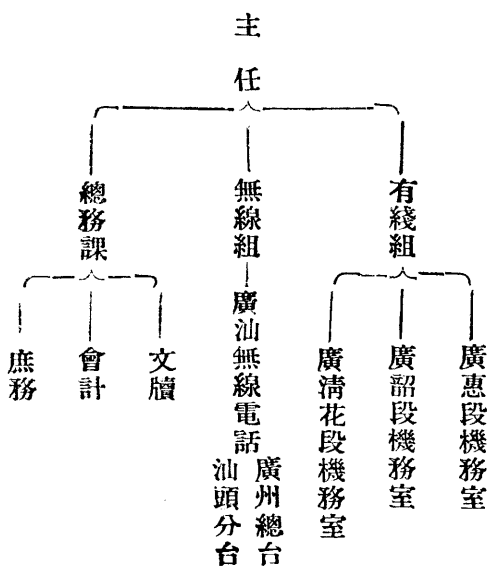 主任
有綫組
無線組
總務課
廣惠段機務室
廣韶段機務室
廣淸花段機務室
廣汕無線電話
廣州總台
汕頭分台
文牘
會計
庶務